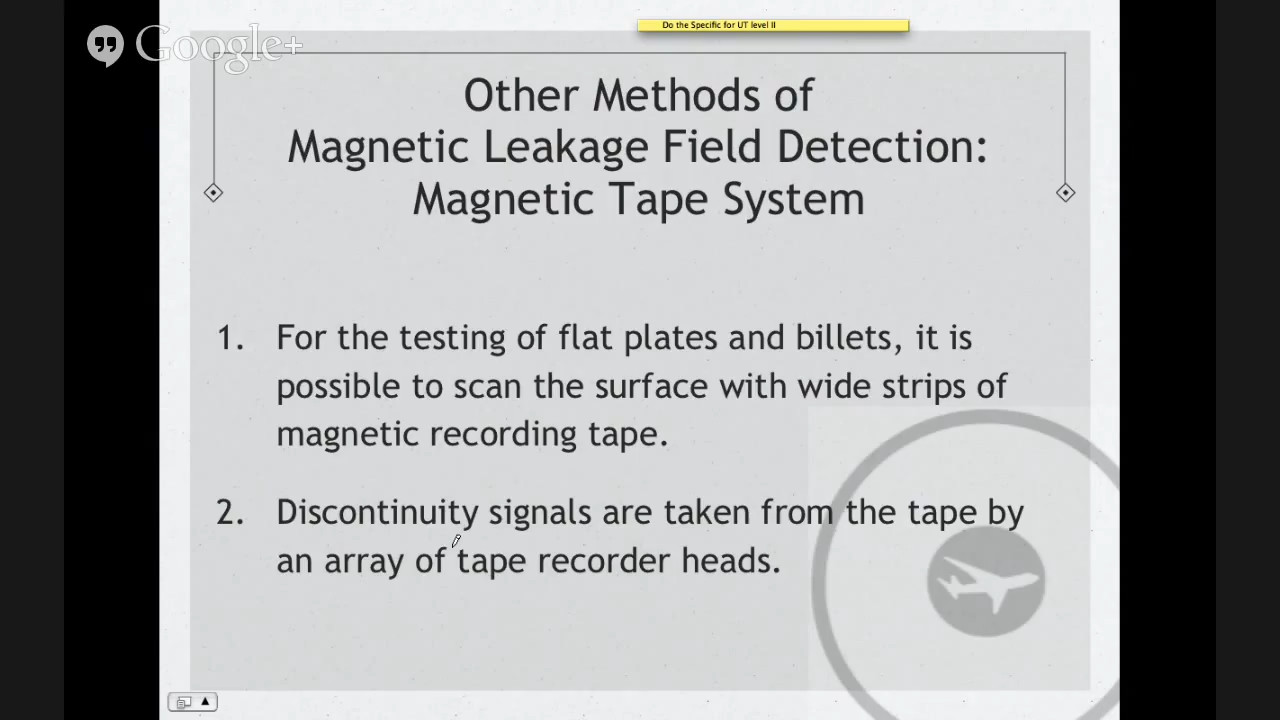 Do the Specific for UT level II
Google+
Other Methods of
Magnetic Leakage Field Detection:
Magnetic Tape System
1. For the testing of flat plates and billets, it is
possible to scan the surface with wide strips of
magnetic recording tape.
2. Discontinuity signals are taken from the tape by
an array of tape recorder heads.